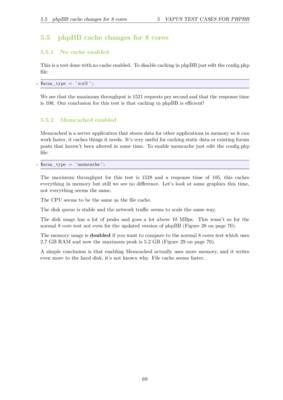 5.5 phpBB cache changes for 8 cores 5 VAPUS TEST CASES FOR PHPBB
5.5 phpBB cache changes for 8 cores
5.5.1 No cache enabled
This is a test done with no cache enabled. To disable caching in phpBB just edit the config.php
file:
$acm_type = 'null';
We see that the maximum throughput is 1521 requests per second and that the response time
is 106. Our conclusion for this test is that caching in phpBB is efficient!
5.5.2 Memcached enabled
Memcached is a server application that stores data for other applications in memory so it can
work faster, it caches things it needs. It's very useful for caching static data or existing forum
posts that haven't been altered in some time. To enable memcache just edit the config.php
file:
$acm_type = 'memcache';
The maximum throughput for this test is 1528 and a response time of 105, this caches
everything in memory but still we see no difference. Let's look at some graphics this time,
not everything seems the same.
The CPU seems to be the same as the file cache.
The disk queue is stable and the network traffic seems to scale the same way.
The disk usage has a lot of peaks and goes a lot above 10 MBps. This wasn't so for the
normal 8 core test not even for the updated version of phpBB (Figure 28 on page 70).
The memory usage is doubled if you want to compare to the normal 8 cores test which uses
2.7 GB RAM and now the maximum peak is 5.2 GB (Figure 29 on page 70).
A simple conclusion is that enabling Memcached actually uses more memory, and it writes
even more to the hard disk, it's not known why. File cache seems faster.
69